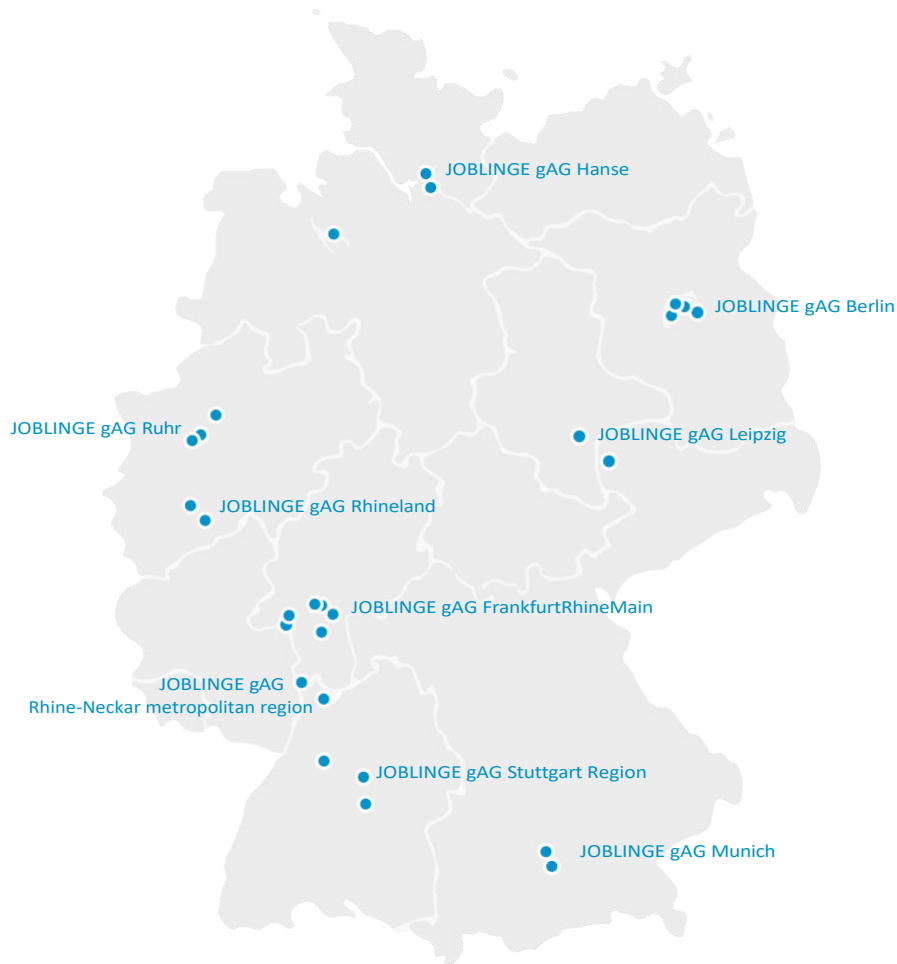 JOBLINGE gAG Hanse
JOBLINGE gAG Berlin
JOBLINGE gAG Ruhr
JOBLINGE gAG Leipzig
JOBLINGE gAG Rhineland
JOBLINGE gAG FrankfurtRhineMain
JOBLINGE gAG
Rhine-Neckar metropolitan region
JOBLINGE gAG Stuttgart Region
JOBLINGE gAG Munich